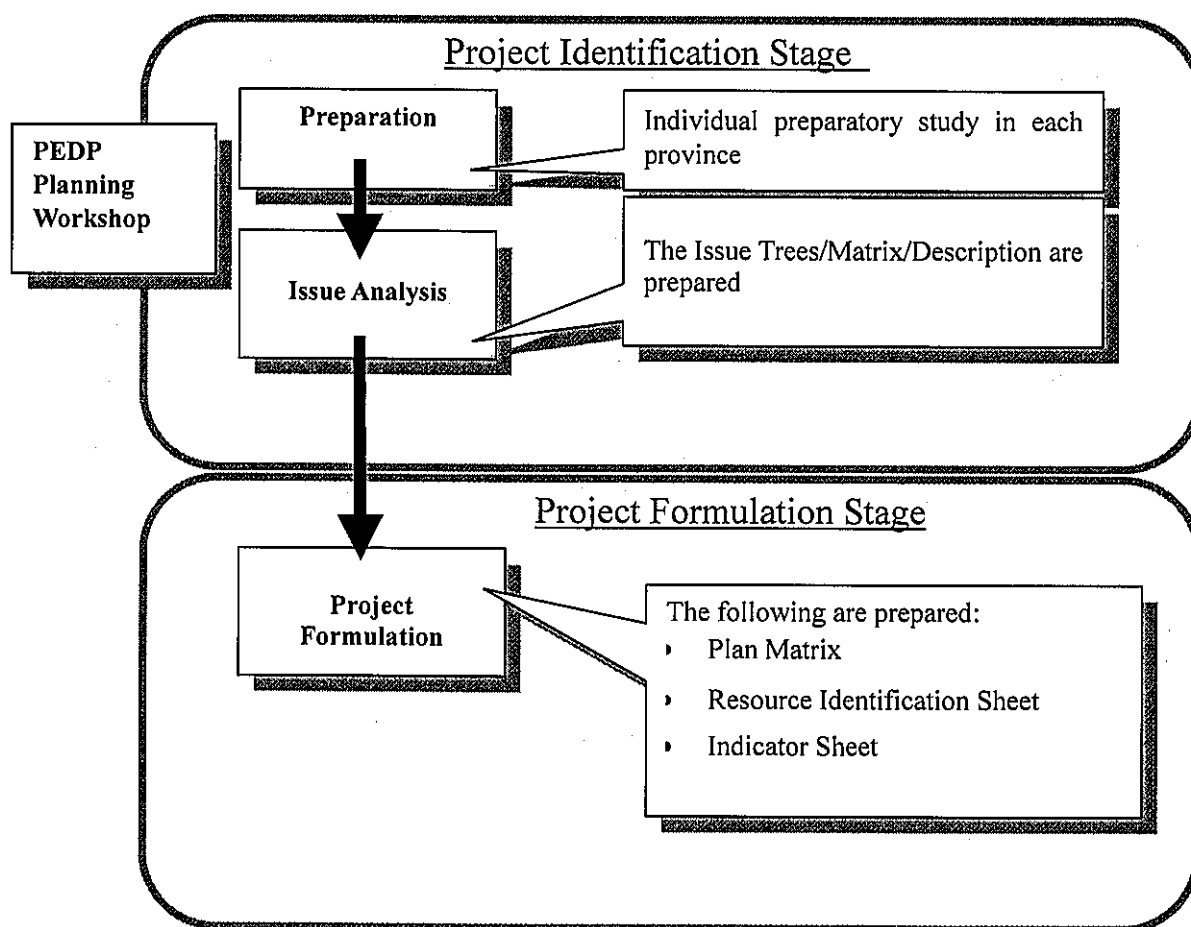 Project Identification Stage
PEDP
Planning
Workshop
Preparation
Individual preparatory study in each
province
Issue Analysis
The Issue Trees/Matrix/Description are
prepared
Project Formulation Stage
Project
Formulation
The following are prepared:
Plan Matrix
Resource Identification Sheet
Indicator Sheet